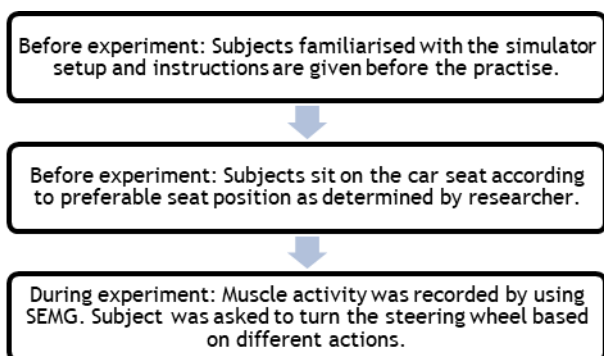 Before experiment: Subjects familiarised with the simulator
setup and instructions are given before the practise.
Before experiment: Subjects sit on the car seat according
to preferable seat position as determined by researcher.
During experiment: Muscle activity was recorded by using
SEMG. Subject was asked to turn the steering wheel based
on different actions.